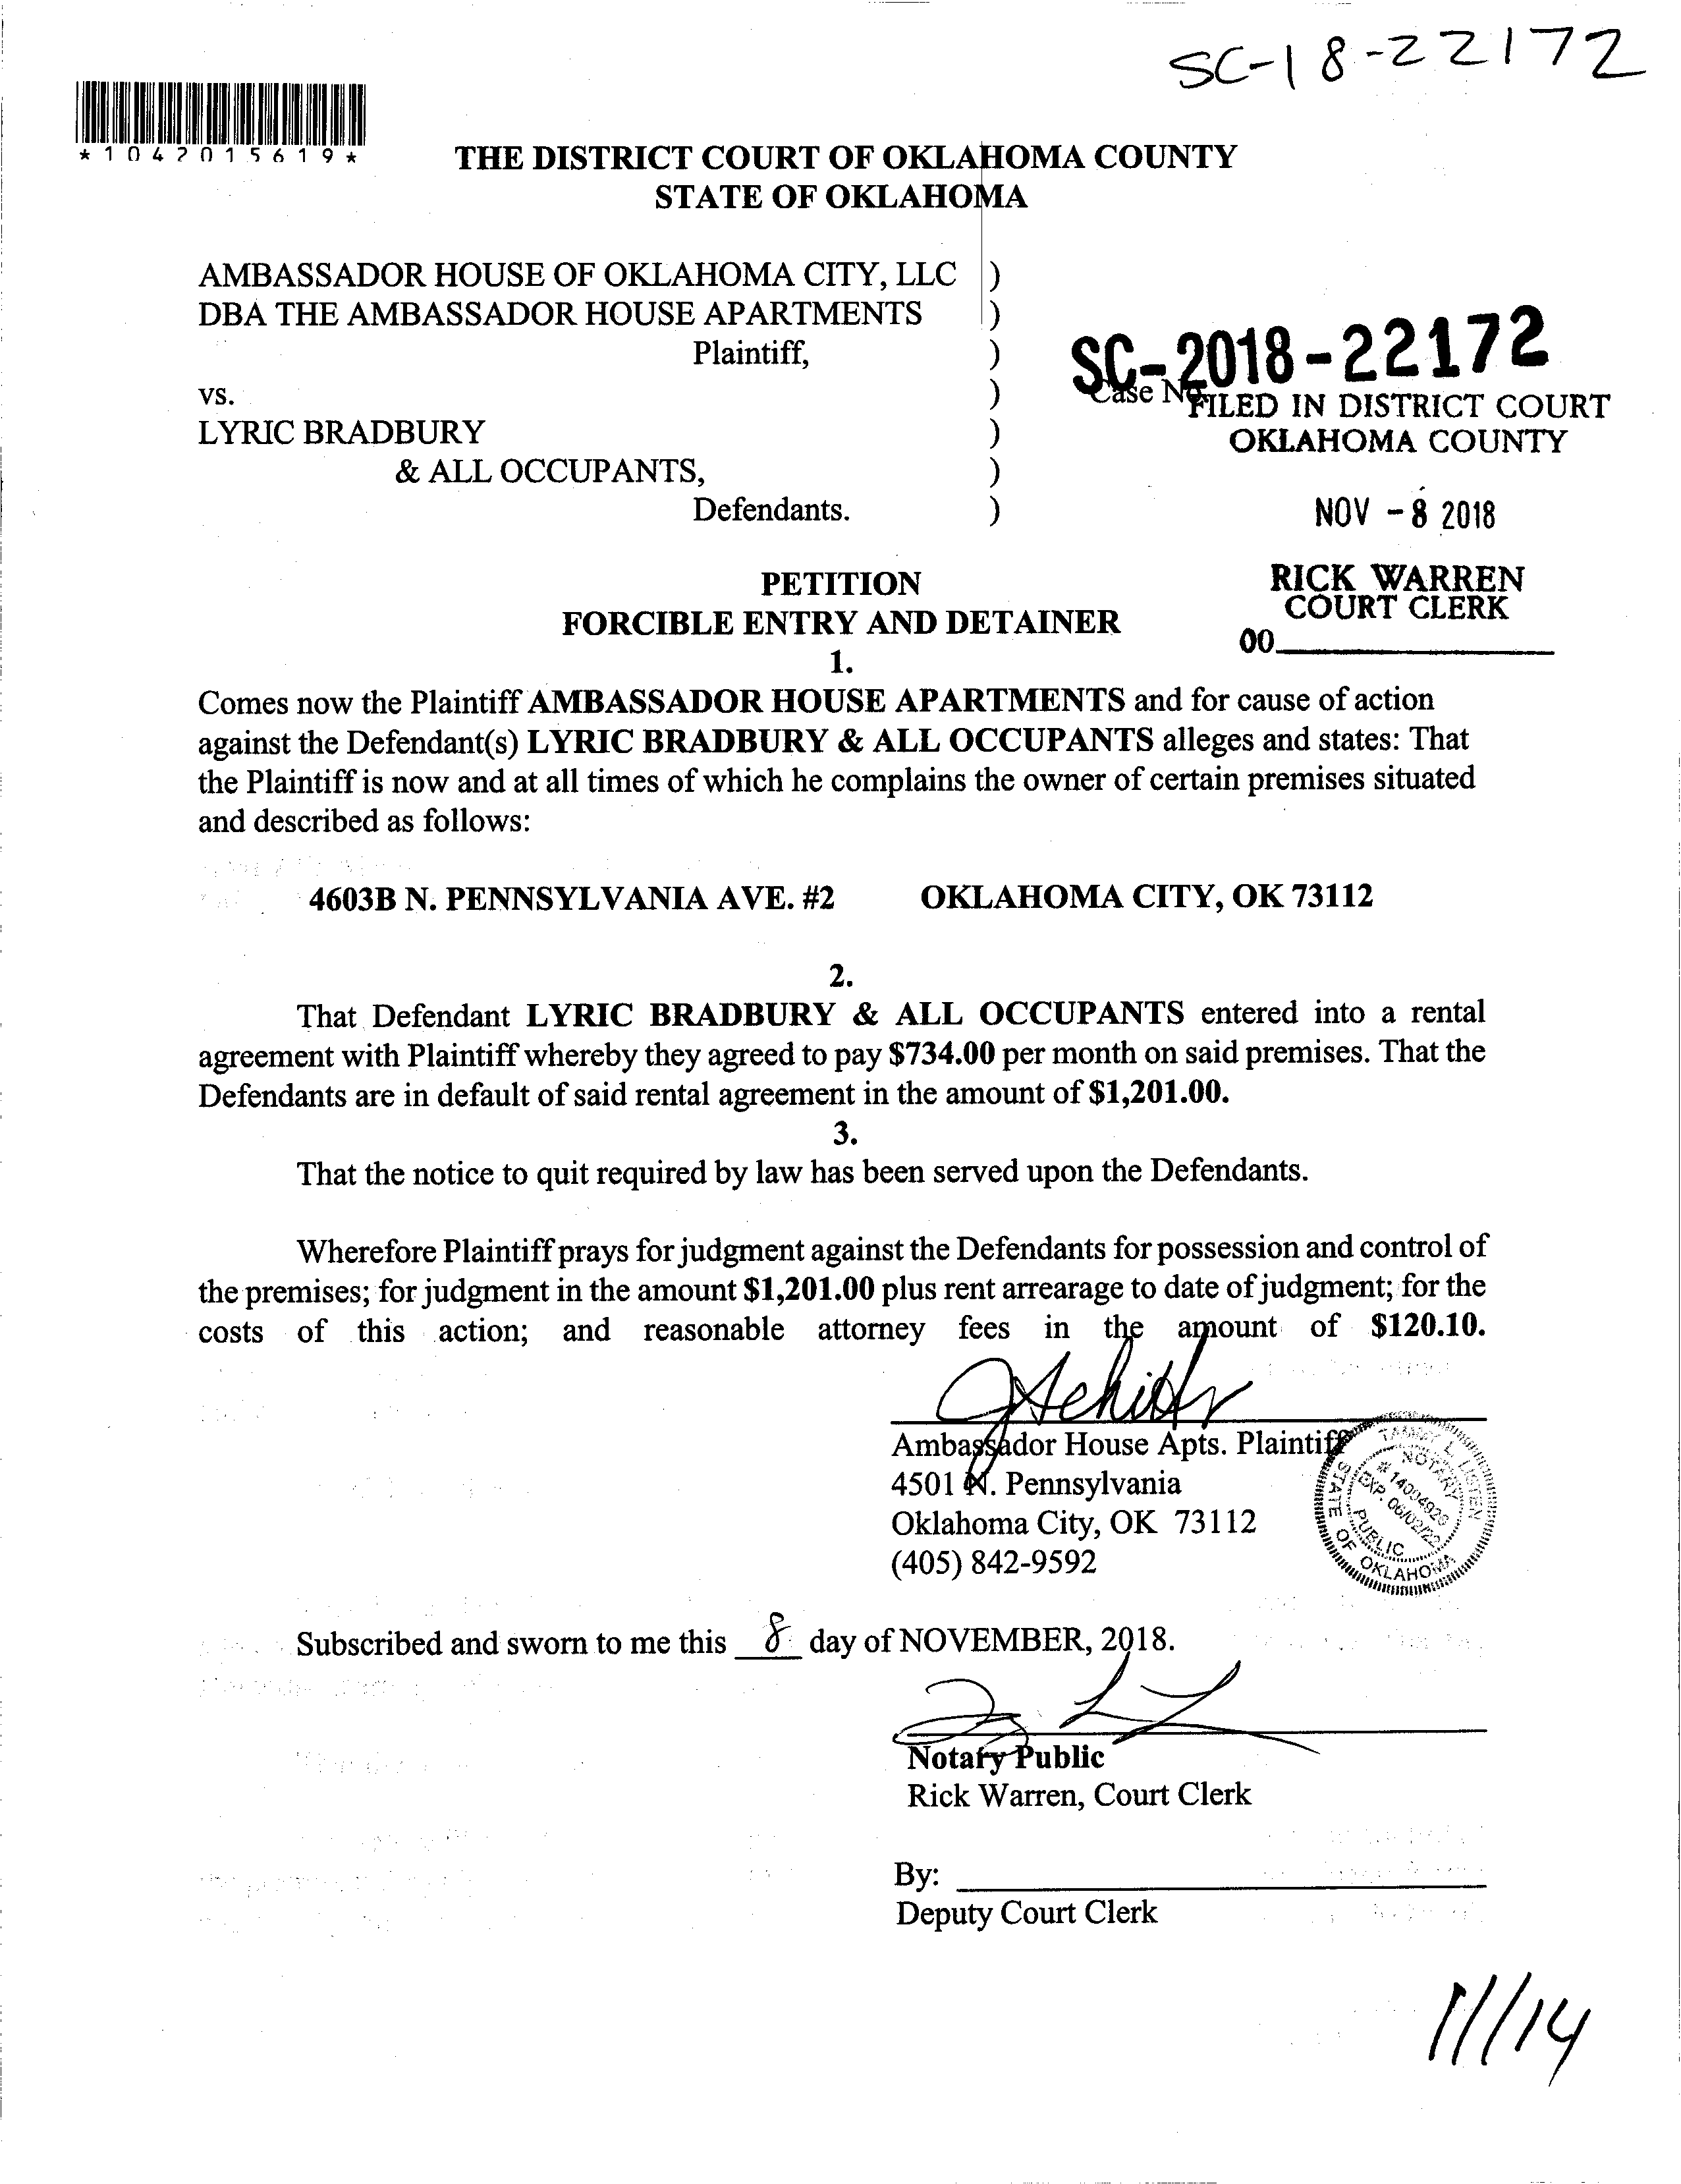 SC-18-22172
*1042015619*
THE DISTRICT COURT OF OKLAHOMA COUNTY
STATE OF OKLAHOMA
AMBASSADOR HOUSE OF OKLAHOMA CITY, LLC )
DBA THE AMBASSADOR HOUSE APARTMENTS )
Plaintiff, )
vs. )
LYRIC BRADBURY )
& ALL OCCUPANTS, )
Defendants. )
SC-2018-22172
Case No.
FILED IN DISTRICT COURT
OKLAHOMA COUNTY
NOV -8 2018
RICK WARREN
COURT CLERK
00
PETITION
FORCIBLE ENTRY AND DETAINER
1.
Comes now the Plaintiff AMBASSADOR HOUSE APARTMENTS and for cause of action
against the Defendant(s) LYRIC BRADBURY & ALL OCCUPANTS alleges and states: That
the Plaintiff is now and at all times of which he complains the owner of certain premises situated
and described as follows:
4603B N. PENNSYLVANIA AVE. #2 OKLAHOMA CITY, OK 73112
2.
That Defendant LYRIC BRADBURY & ALL OCCUPANTS entered into a rental
agreement with Plaintiff whereby they agreed to pay $734.00 per month on said premises. That the
Defendants are in default of said rental agreement in the amount of $1,201.00.
3.
That the notice to quit required by law has been served upon the Defendants.
Wherefore Plaintiff prays for judgment against the Defendants for possession and control of
the premises; for judgment in the amount $1,201.00 plus rent arrearage to date of judgment; for the
costs of this action; and reasonable attorney fees in the amount of $120.10.
Ambassador House Apts. Plaintiff
4501 N. Pennsylvania
Oklahoma City, OK 73112
(405) 842-9592
TAMMY L. LISTEN
NOTARY
# 14004926
EXP. 06/02/22
PUBLIC
STATE OF OKLAHOMA
Subscribed and sworn to me this 8 day of NOVEMBER, 2018.
Notary Public
Rick Warren, Court Clerk
By:
Deputy Court Clerk
11/14